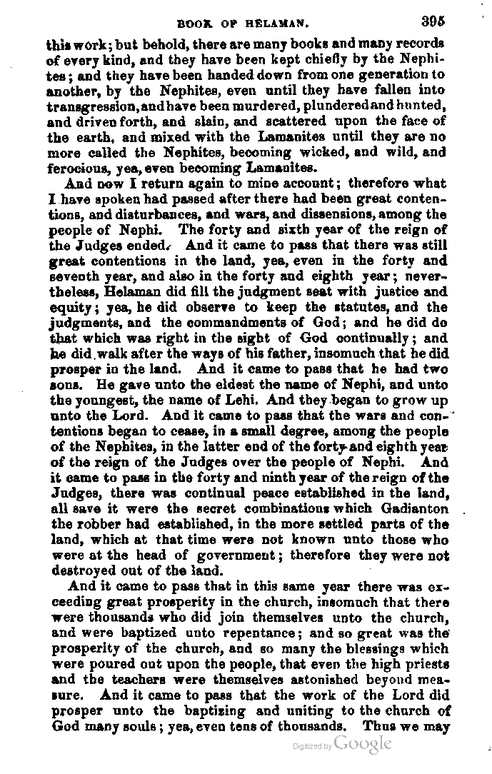 BOOK OF HELAMAN. 395
this work; but behold, there are many books and many records
of every kind, and they have been kept chiefly by the Nephi-
tes; and they have been handed down from one generation to
another, by the Nephites, even until they have fallen into
transgression, and have been murdered, plundered and hunted,
and driven forth, and slain, and scattered upon the face of
the earth, and mixed with the Lamanites until they are no
more called the Nephites, becoming wicked, and wild, and
ferocious, yea, even becoming Lamanites.
And now I return again to mine account; therefore what
I have spoken had passed after there had been great conten-
tions, and disturbances, and wars, and dissensions, among the
people of Nephi. The forty and sixth year of the reign of
the Judges ended. And it came to pass that there was still
great contentions in the land, yea, even in the forty and
seventh year, and also in the forty and eighth year; never-
theless, Helaman did fill the judgment seat with justice and
equity; yea, he did observe to keep the statutes, and the
judgments, and the commandments of God; and he did do
that which was right in the sight of God continually; and
he did walk after the ways of his father, insomuch that he did
prosper in the land. And it came to pass that he had two
sons. He gave unto the eldest the name of Nephi, and unto
the youngest, the name of Lehi. And they began to grow up
unto the Lord. And it came to pass that the wars and con-
tentions began to cease, in a small degree, among the people
of the Nephites, in the latter end of the forty and eighth year
of the reign of the Judges over the people of Nephi. And
it came to pass in the forty and ninth year of the reign of the
Judges, there was continual peace established in the land,
all save it were the secret combinations which Gadianton
the robber had established, in the more settled parts of the
land, which at that time were not known unto those who
were at the head of government; therefore they were not
destroyed out of the land.
And it came to pass that in this same year there was ex-
ceeding great prosperity in the church, insomuch that there
were thousands who did join themselves unto the church,
and were baptized unto repentance; and so great was the
prosperity of the church, and so many the blessings which
were poured out upon the people, that even the high priests
and the teachers were themselves astonished beyond mea-
sure. And it came to pass that the work of the Lord did
prosper unto the baptizing and uniting to the church of
God many souls; yea, even tens of thousands. Thus we may
Digitized by Google